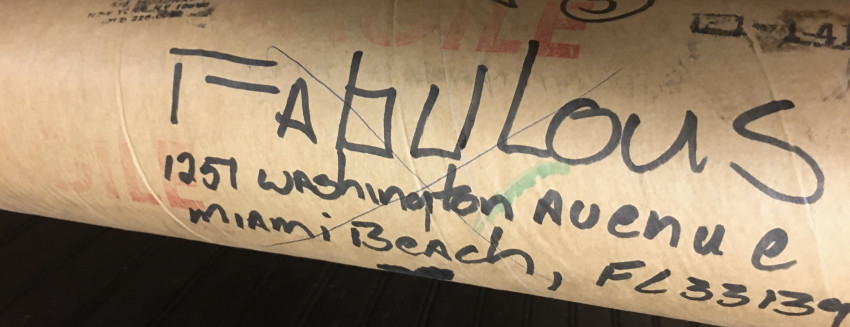 FAbULous
1251 WAshington AvenuE
MIAMi BeAch, FL 33139